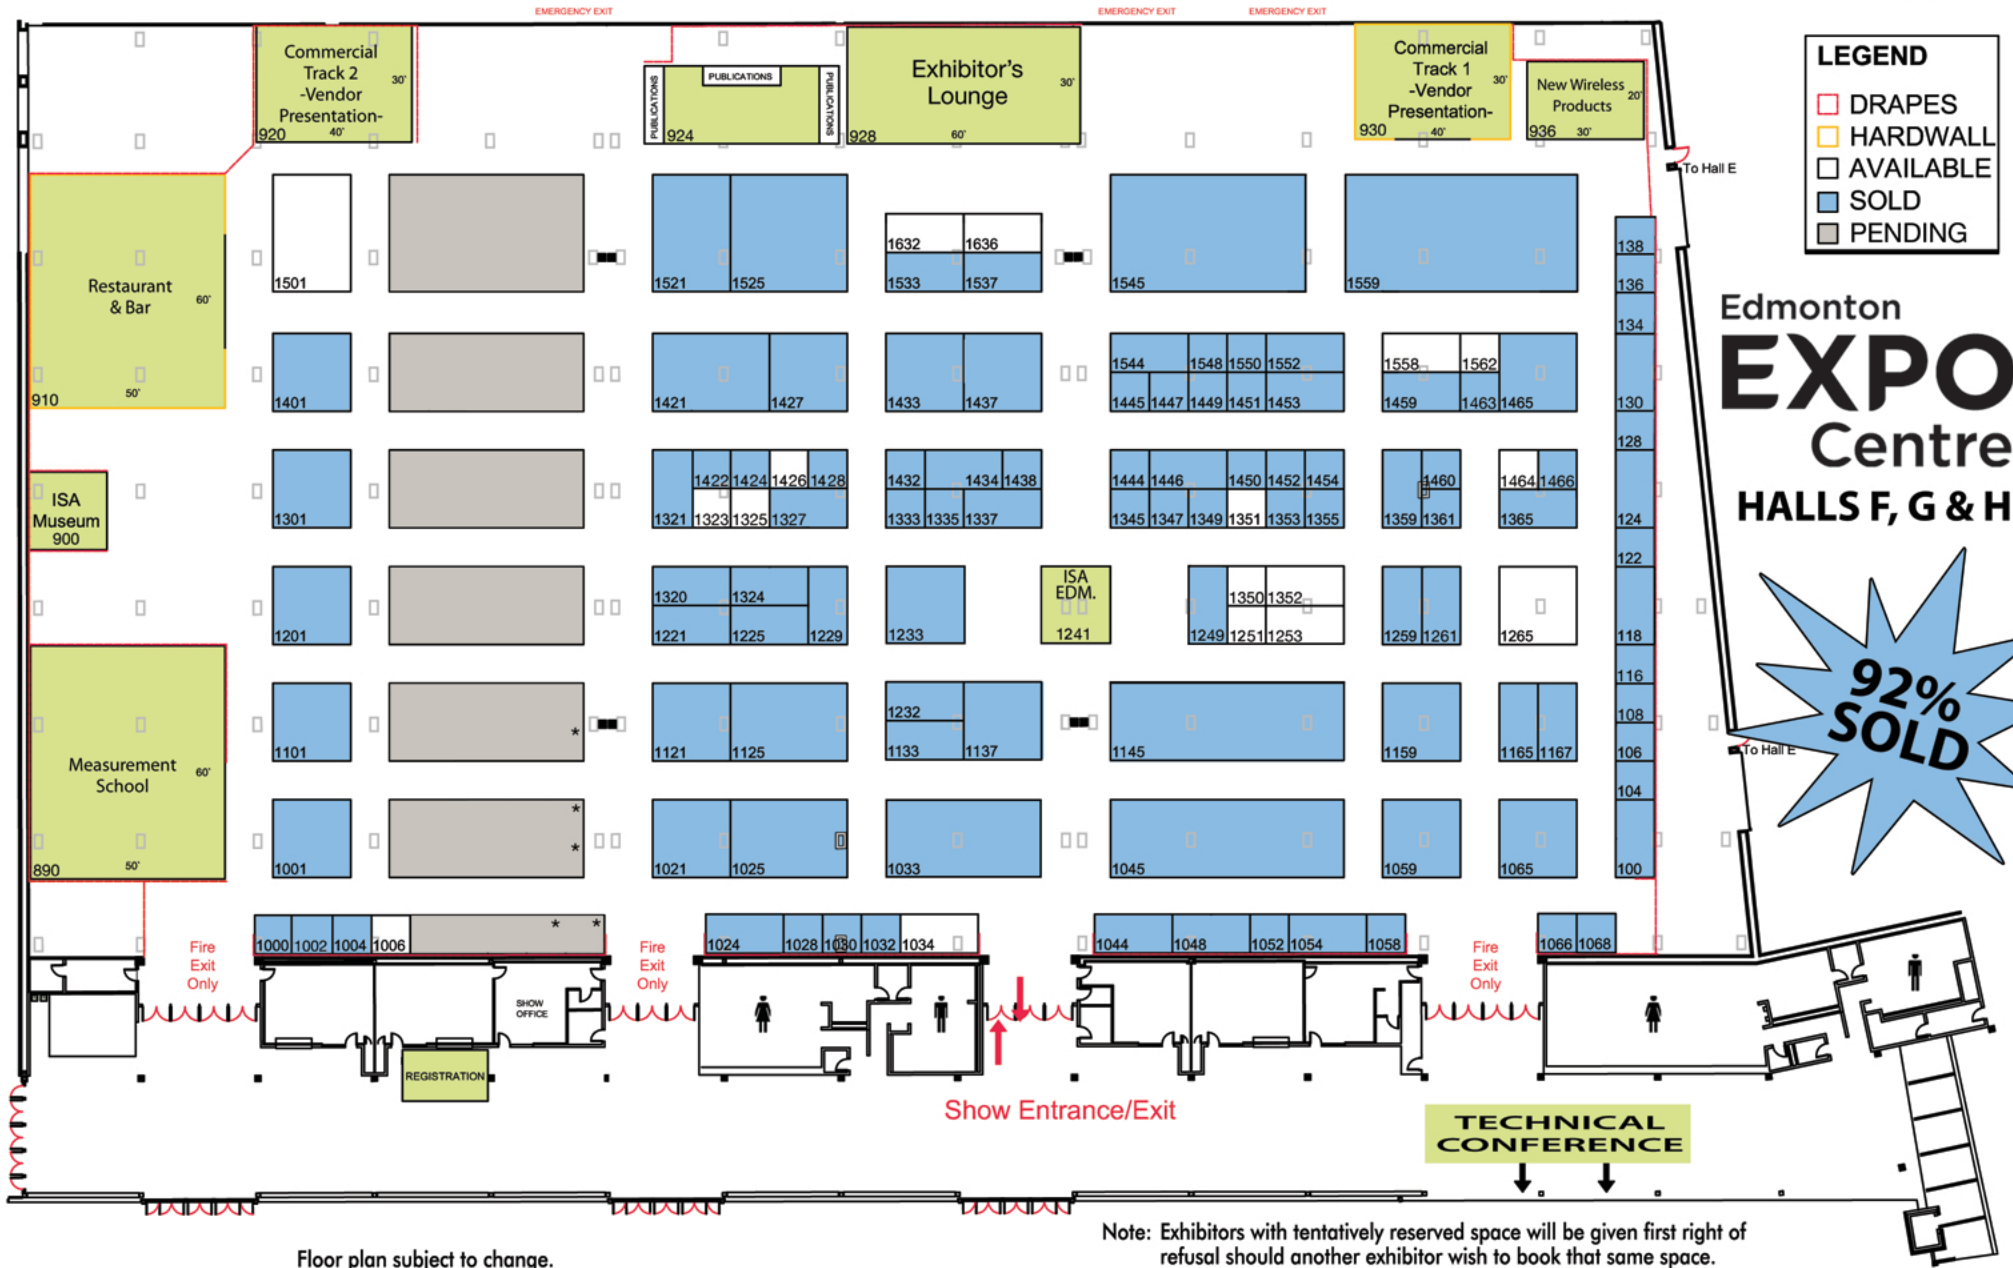 EMERGENCY EXIT
EMERGENCY EXIT
EMERGENCY EXIT
Commercial
Track 2
-Vendor
Presentation-
30'
920
40'
PUBLICATIONS
PUBLICATIONS
PUBLICATIONS
924
Exhibitor's
Lounge
30'
928
60'
Commercial
Track 1
-Vendor
Presentation-
30'
930
40'
New Wireless
Products
20'
936
30'
To Hall E
LEGEND
DRAPES
HARDWALL
AVAILABLE
SOLD
PENDING
Edmonton
EXPO
Centre
HALLS F, G & H
92%
SOLD
To Hall E
Restaurant
& Bar
60'
910
50'
ISA
Museum
900
Measurement
School
60'
890
50'
1501
1521 1525
1632 1636
1533 1537
1545
1559
1401
1421 1427
1433 1437
1544 1548 1550 1552
1445 1447 1449 1451 1453
1558 1562
1459 1463 1465
1301
1422 1424 1426 1428
1321 1323 1325 1327
1432 1434 1438
1333 1335 1337
1444 1446 1450 1452 1454
1345 1347 1349 1351 1353 1355
1460
1359 1361
1464 1466
1365
1201
1320 1324
1221 1225 1229
1233
ISA
EDM.
1241
1350 1352
1249 1251 1253
1259 1261
1265
1101
*
1121 1125
1232
1133 1137
1145
1159
1165 1167
1001
*
*
1021 1025
1033
1045
1059
1065
138
136
134
130
128
124
122
118
116
108
106
104
100
1000 1002 1004 1006
* *
1024 1028 1030 1032 1034
1044 1048 1052 1054 1058
1066 1068
Fire
Exit
Only
Fire
Exit
Only
Fire
Exit
Only
SHOW
OFFICE
REGISTRATION
Show Entrance/Exit
TECHNICAL
CONFERENCE
Floor plan subject to change.
Note: Exhibitors with tentatively reserved space will be given first right of
refusal should another exhibitor wish to book that same space.